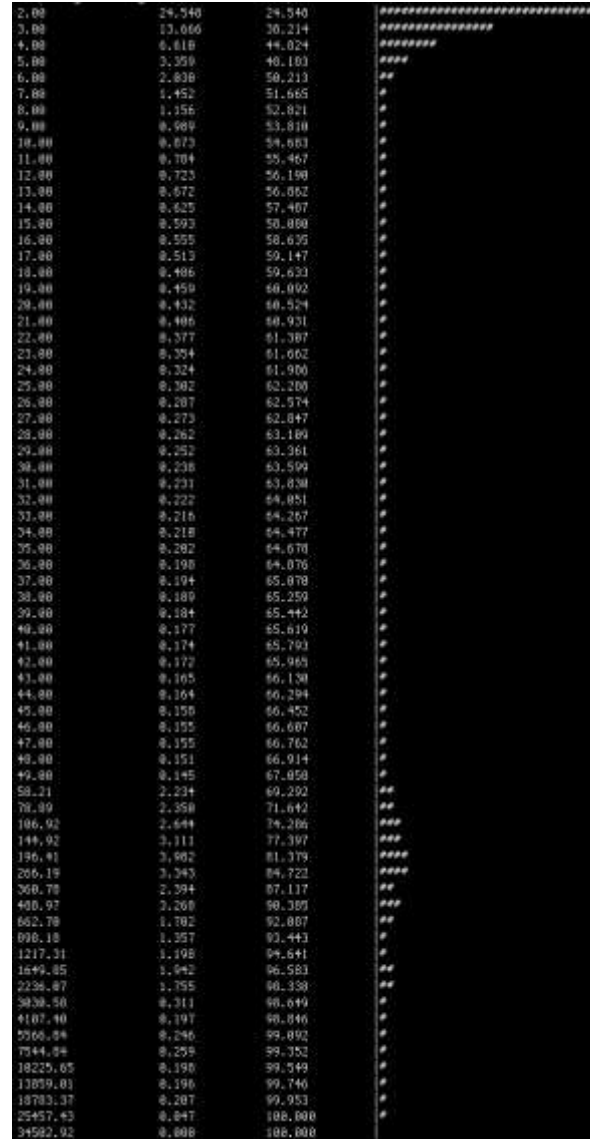 2.00 24.548 24.548 |##############################
3.00 13.666 38.214 |################
4.00 6.610 44.824 |########
5.00 3.359 48.183 |####
6.00 2.030 50.213 |##
7.00 1.452 51.665 |#
8.00 1.156 52.821 |#
9.00 0.989 53.810 |#
10.00 0.873 54.683 |#
11.00 0.784 55.467 |#
12.00 0.723 56.190 |#
13.00 0.672 56.862 |#
14.00 0.625 57.487 |#
15.00 0.593 58.080 |#
16.00 0.555 58.635 |#
17.00 0.513 59.147 |#
18.00 0.486 59.633 |#
19.00 0.459 60.092 |#
20.00 0.432 60.524 |#
21.00 0.406 60.931 |#
22.00 0.377 61.307 |#
23.00 0.354 61.662 |#
24.00 0.324 61.986 |#
25.00 0.302 62.288 |#
26.00 0.287 62.574 |#
27.00 0.273 62.847 |#
28.00 0.262 63.109 |#
29.00 0.252 63.361 |#
30.00 0.238 63.599 |#
31.00 0.231 63.830 |#
32.00 0.222 64.051 |#
33.00 0.216 64.267 |#
34.00 0.210 64.477 |#
35.00 0.202 64.678 |#
36.00 0.198 64.876 |#
37.00 0.194 65.070 |#
38.00 0.189 65.259 |#
39.00 0.184 65.442 |#
40.00 0.177 65.619 |#
41.00 0.174 65.793 |#
42.00 0.172 65.965 |#
43.00 0.165 66.130 |#
44.00 0.164 66.294 |#
45.00 0.158 66.452 |#
46.00 0.155 66.607 |#
47.00 0.155 66.762 |#
48.00 0.151 66.914 |#
49.00 0.145 67.058 |#
58.21 2.234 69.292 |##
78.89 2.350 71.642 |##
106.92 2.644 74.286 |###
144.92 3.111 77.397 |###
196.41 3.982 81.379 |####
266.19 3.343 84.722 |####
360.78 2.394 87.117 |##
488.97 3.268 90.385 |###
662.70 1.702 92.087 |##
898.18 1.357 93.443 |#
1217.31 1.198 94.641 |#
1649.85 1.942 96.583 |##
2236.07 1.755 98.338 |##
3030.58 0.311 98.649 |#
4107.40 0.197 98.846 |#
5566.84 0.246 99.092 |#
7544.84 0.259 99.352 |#
10225.65 0.198 99.549 |#
13859.01 0.196 99.746 |#
18783.37 0.207 99.953 |#
25457.43 0.047 100.000 |#
34502.92 0.000 100.000